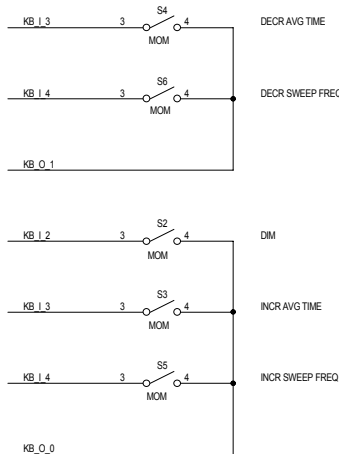 S4
KB_I_3 3 4 DECR AVG TIME
MOM
S6
KB_I_4 3 4 DECR SWEEP FREQ
MOM
KB_O_1
S2
KB_I_2 3 4 DIM
MOM
S3
KB_I_3 3 4 INCR AVG TIME
MOM
S5
KB_I_4 3 4 INCR SWEEP FREQ
MOM
KB_O_0